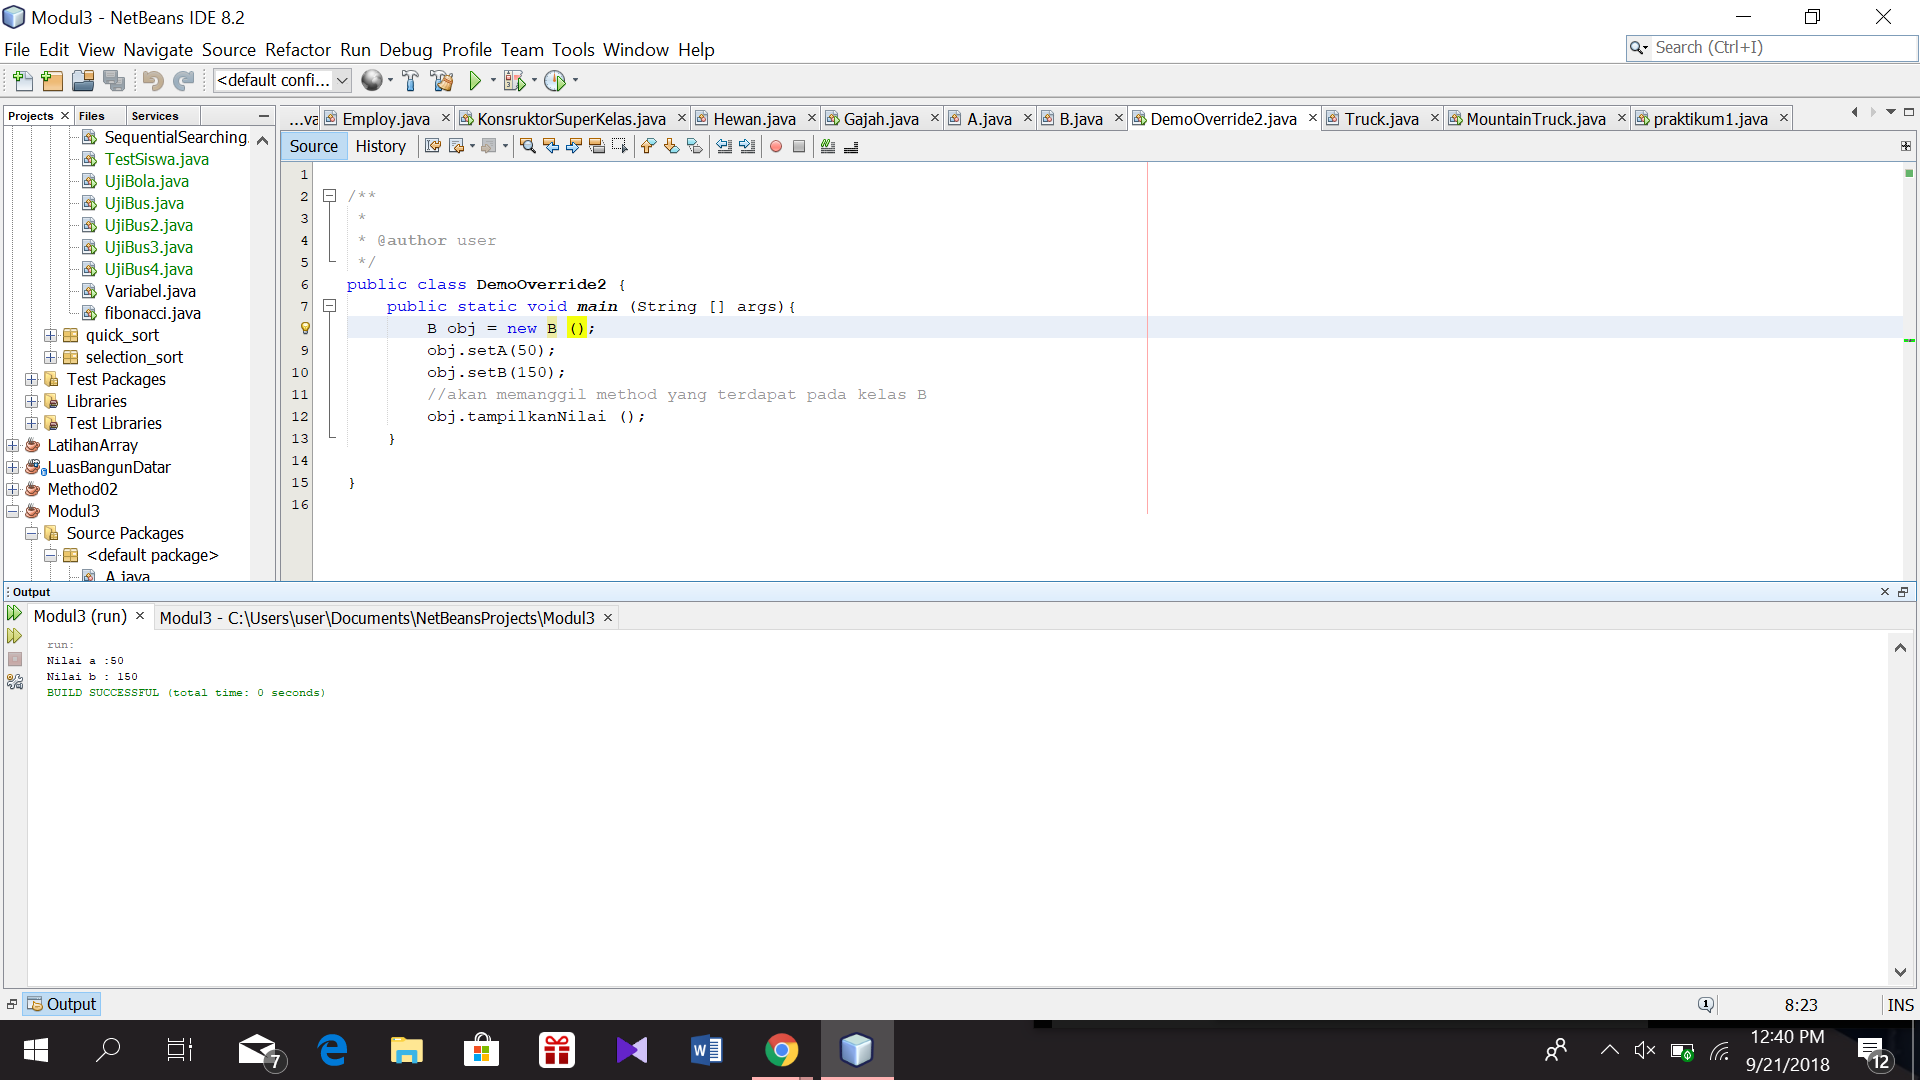 Modul3 - NetBeans IDE 8.2
File Edit View Navigate Source Refactor Run Debug Profile Team Tools Window Help
Search (Ctrl+I)
<default confi...
Projects Files Services
...va Employ.java KonsruktorSuperKelas.java Hewan.java Gajah.java A.java B.java DemoOverride2.java Truck.java MountainTruck.java praktikum1.java
Source History
SequentialSearching.
TestSiswa.java
UjiBola.java
UjiBus.java
UjiBus2.java
UjiBus3.java
UjiBus4.java
Variabel.java
fibonacci.java
quick_sort
selection_sort
Test Packages
Libraries
Test Libraries
LatihanArray
LuasBangunDatar
Method02
Modul3
Source Packages
<default package>
A.java
1
2 /**
3 *
4 * @author user
5 */
6 public class DemoOverride2 {
7 public static void main (String [] args){
B obj = new B ();
9 obj.setA(50);
10 obj.setB(150);
11 //akan memanggil method yang terdapat pada kelas B
12 obj.tampilkanNilai ();
13 }
14
15 }
16
Output
Modul3 (run) Modul3 - C:\Users\user\Documents\NetBeansProjects\Modul3
run:
Nilai a :50
Nilai b : 150
BUILD SUCCESSFUL (total time: 0 seconds)
Output
1
8:23 INS
7
12:40 PM
9/21/2018
12